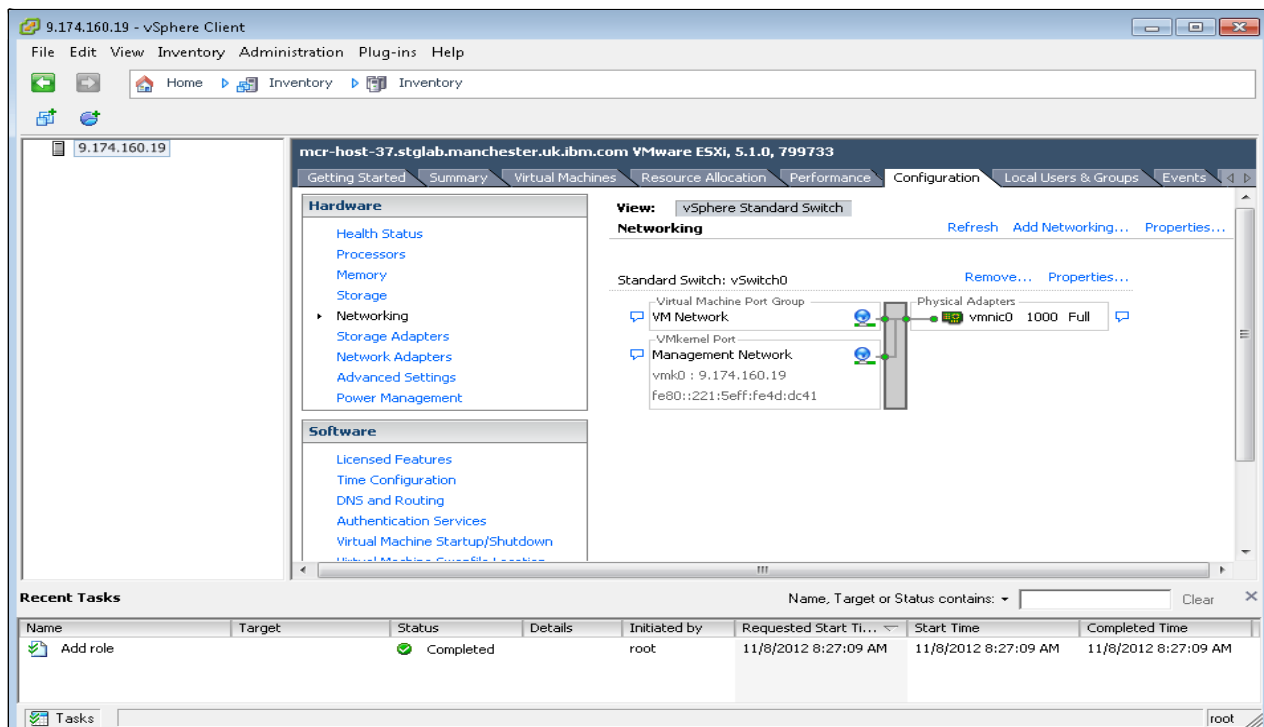 9.174.160.19 - vSphere Client
File Edit View Inventory Administration Plug-ins Help
Home Inventory Inventory
9.174.160.19
mcr-host-37.stglab.manchester.uk.ibm.com VMware ESXi, 5.1.0, 799733
Getting Started Summary Virtual Machines Resource Allocation Performance Configuration Local Users & Groups Events
Hardware
Health Status
Processors
Memory
Storage
Networking
Storage Adapters
Network Adapters
Advanced Settings
Power Management
Software
Licensed Features
Time Configuration
DNS and Routing
Authentication Services
Virtual Machine Startup/Shutdown
Virtual Machine Swapfile Location
View: vSphere Standard Switch
Networking Refresh Add Networking... Properties...
Standard Switch: vSwitch0 Remove... Properties...
Virtual Machine Port Group
VM Network
Physical Adapters
vmnic0 1000 Full
VMkernel Port
Management Network
vmk0 : 9.174.160.19
fe80::221:5eff:fe4d:dc41
Recent Tasks Name, Target or Status contains: Clear
Name Target Status Details Initiated by Requested Start Ti... Start Time Completed Time
Add role Completed root 11/8/2012 8:27:09 AM 11/8/2012 8:27:09 AM 11/8/2012 8:27:09 AM
Tasks root